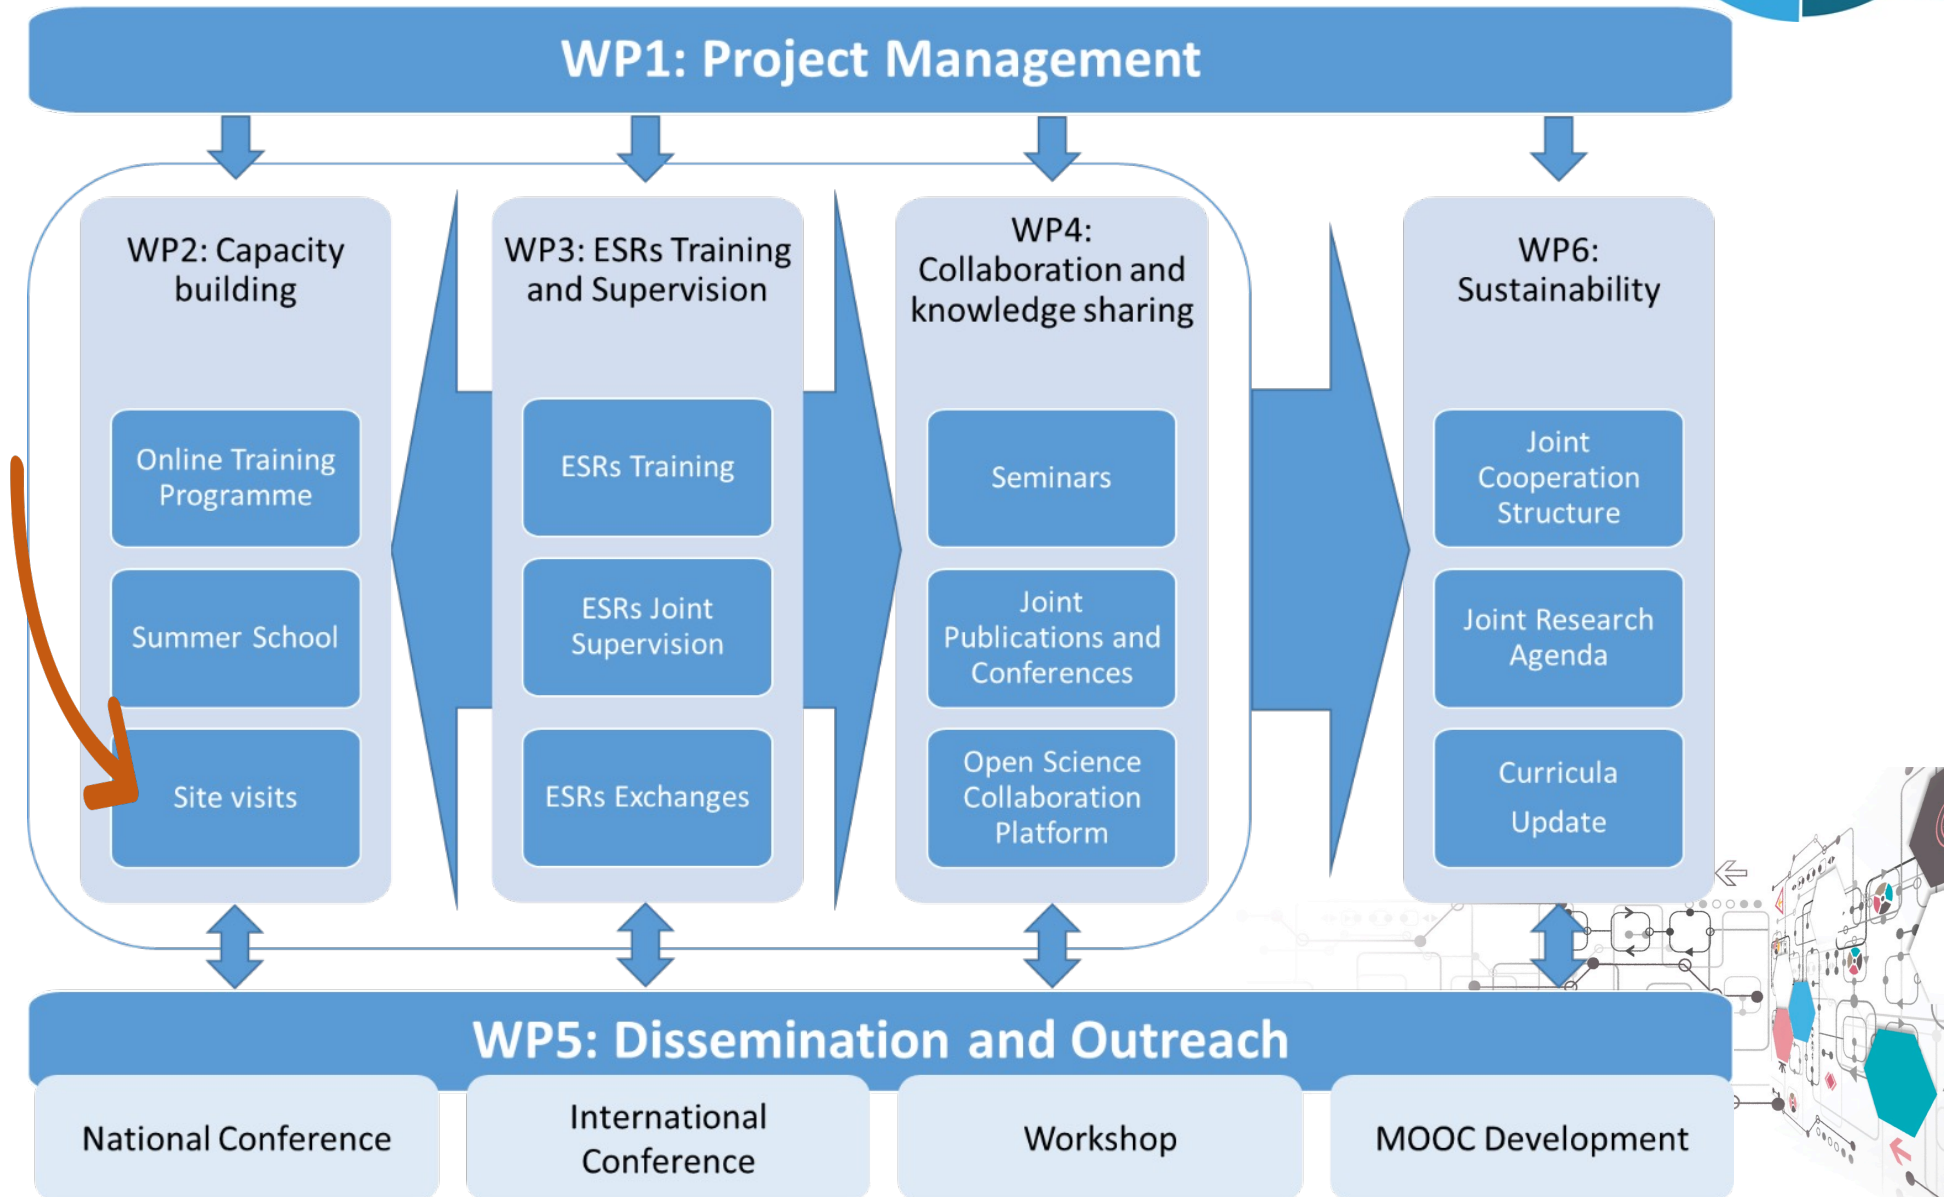 WP1: Project Management
WP2: Capacity
building
Online Training
Programme
Summer School
Site visits
WP3: ESRs Training
and Supervision
ESRs Training
ESRs Joint
Supervision
ESRs Exchanges
WP4:
Collaboration and
knowledge sharing
Seminars
Joint
Publications and
Conferences
Open Science
Collaboration
Platform
WP6:
Sustainability
Joint
Cooperation
Structure
Joint Research
Agenda
Curricula
Update
WP5: Dissemination and Outreach
National Conference
International
Conference
Workshop
MOOC Development